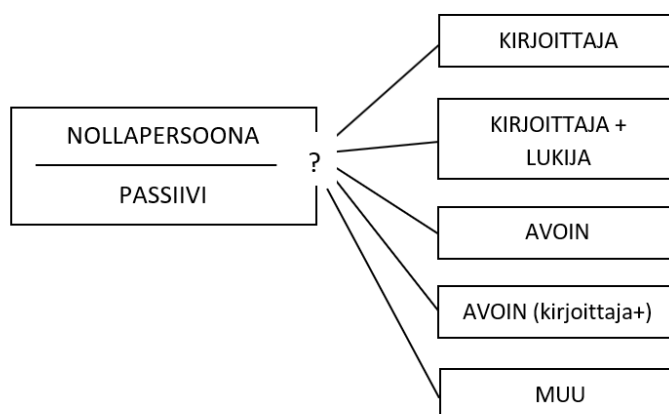 KIRJOITTAJA
NOLLAPERSOONA
PASSIIVI
?
KIRJOITTAJA +
LUKIJA
AVOIN
AVOIN (kirjoittaja+)
MUU